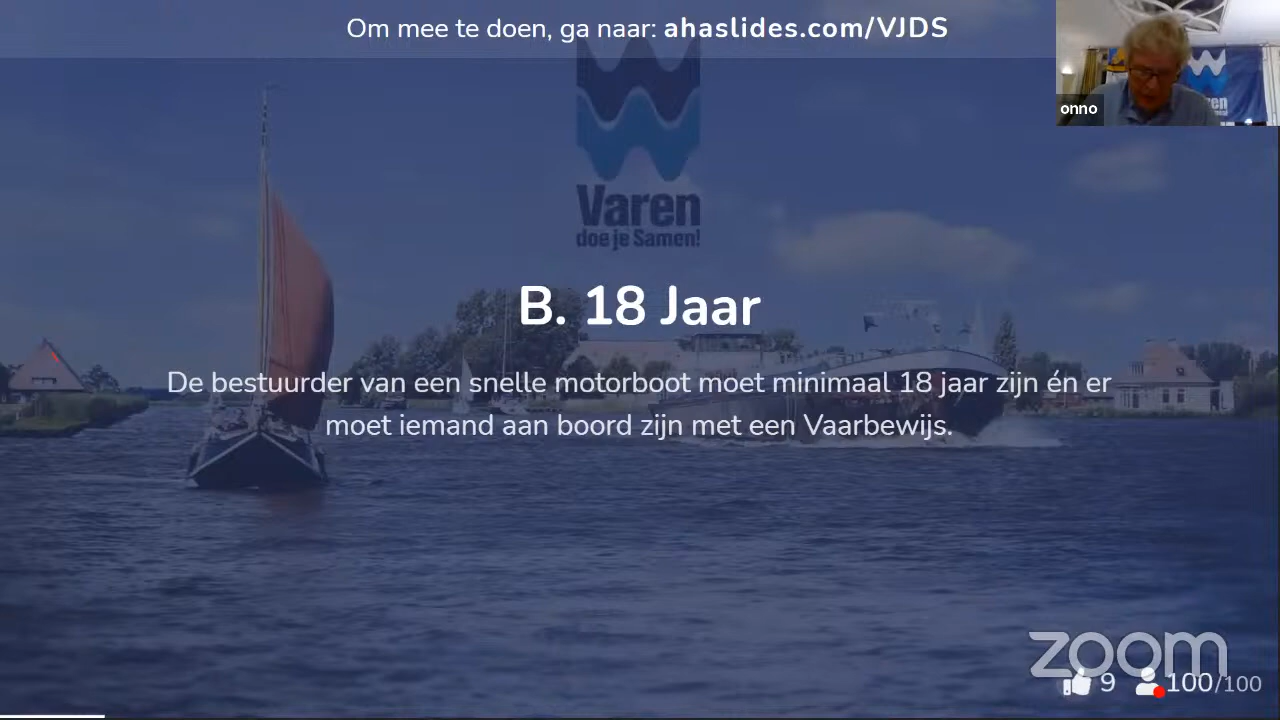 Om mee te doen, ga naar: ahaslides.com/VJDS
onno
Varen
doe je Samen!
B. 18 Jaar
De bestuurder van een snelle motorboot moet minimaal 18 jaar zijn én er
moet iemand aan boord zijn met een Vaarbewijs.
zoom
9 100/100